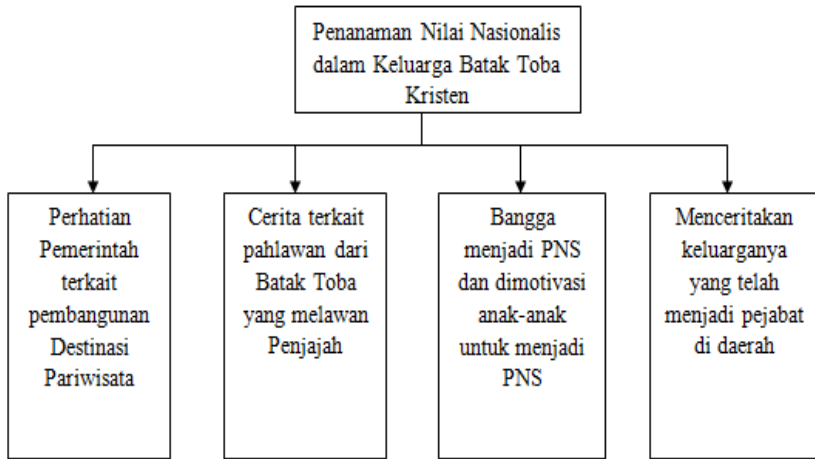 Penanaman Nilai Nasionalis
dalam Keluarga Batak Toba
Kristen
Perhatian
Pemerintah
terkait
pembangunan
Destinasi
Pariwisata
Cerita terkait
pahlawan dari
Batak Toba
yang melawan
Penjajah
Bangga
menjadi PNS
dan dimotivasi
anak-anak
untuk menjadi
PNS
Menceritakan
keluarganya
yang telah
menjadi pejabat
di daerah